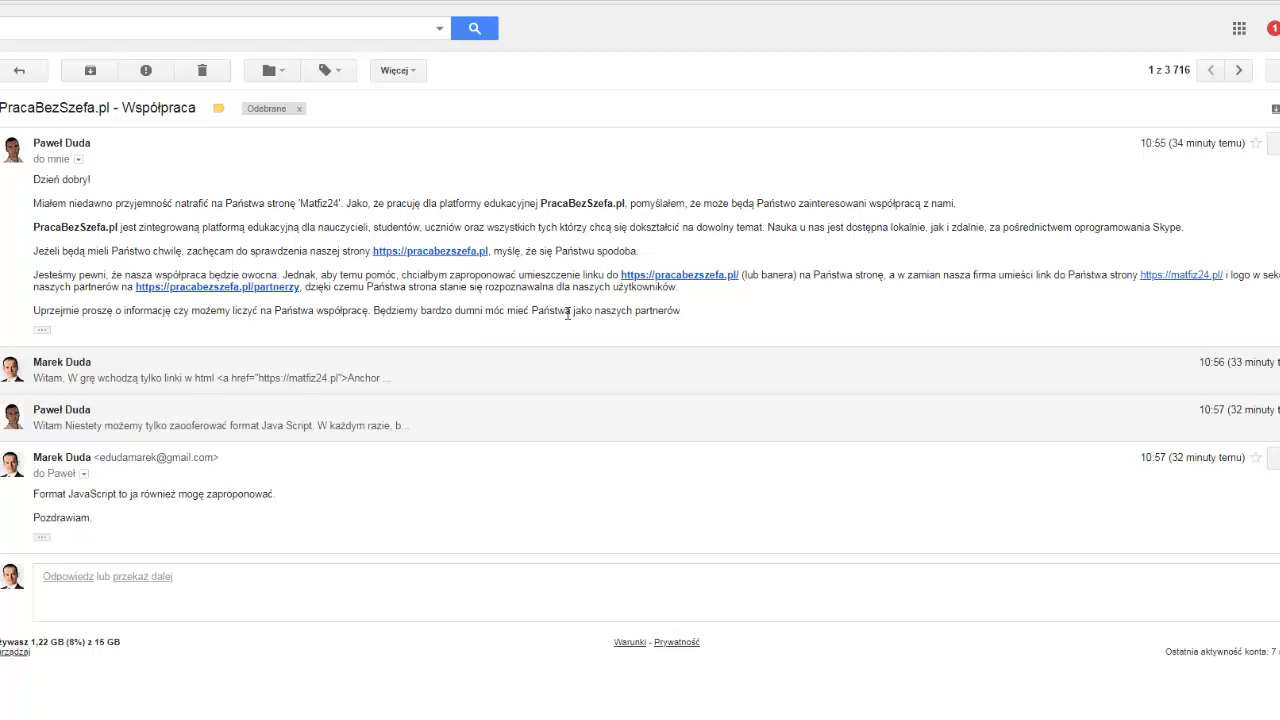 Więcej
1 z 3 716
1
PracaBezSzefa.pl - Współpraca
Odebrane x
Paweł Duda
10:55 (34 minuty temu)
do mnie
Dzień dobry!
Miałem niedawno przyjemność natrafić na Państwa stronę 'Matfiz24'. Jako, że pracuję dla platformy edukacyjnej PracaBezSzefa.pl, pomyślałem, że może będą Państwo zainteresowani współpracą z nami.
PracaBezSzefa.pl jest zintegrowaną platformą edukacyjną dla nauczycieli, studentów, uczniów oraz wszystkich tych którzy chcą się dokształcić na dowolny temat. Nauka u nas jest dostępna lokalnie, jak i zdalnie, za pośrednictwem oprogramowania Skype.
Jeżeli będą mieli Państwo chwilę, zachęcam do sprawdzenia naszej strony https://pracabezszefa.pl, myślę, że się Państwu spodoba.
Jesteśmy pewni, że nasza współpraca będzie owocna. Jednak, aby temu pomóc, chciałbym zaproponować umieszczenie linku do https://pracabezszefa.pl/ (lub banera) na Państwa stronę, a w zamian nasza firma umieści link do Państwa strony https://matfiz24.pl/ i logo w sek
naszych partnerów na https://pracabezszefa.pl/partnerzy, dzięki czemu Państwa strona stanie się rozpoznawalna dla naszych użytkowników.
Uprzejmie proszę o informację czy możemy liczyć na Państwa współpracę. Będziemy bardzo dumni móc mieć Państwa jako naszych partnerów
Marek Duda
10:56 (33 minuty t
Witam, W grę wchodzą tylko linki w html <a href="https://matfiz24.pl">Anchor ...
Paweł Duda
10:57 (32 minuty t
Witam Niestety możemy tylko zaooferować format Java Script. W każdym razie, b...
Marek Duda <edudamarek@gmail.com>
10:57 (32 minuty temu)
do Paweł
Format JavaScript to ja również mogę zaproponować.
Pozdrawiam.
Odpowiedz lub przekaż dalej
żywasz 1,22 GB (8%) z 15 GB
Warunki - Prywatność
arządzaj
Ostatnia aktywność konta: 7